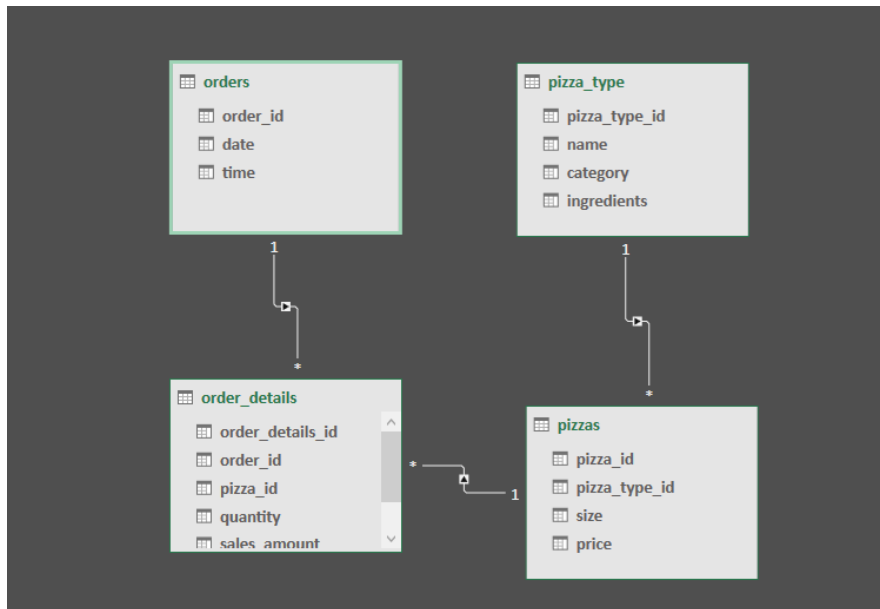 orders
order_id
date
time
pizza_type
pizza_type_id
name
category
ingredients
1
1
*
*
order_details
order_details_id
order_id
pizza_id
quantity
sales_amount
*
1
pizzas
pizza_id
pizza_type_id
size
price